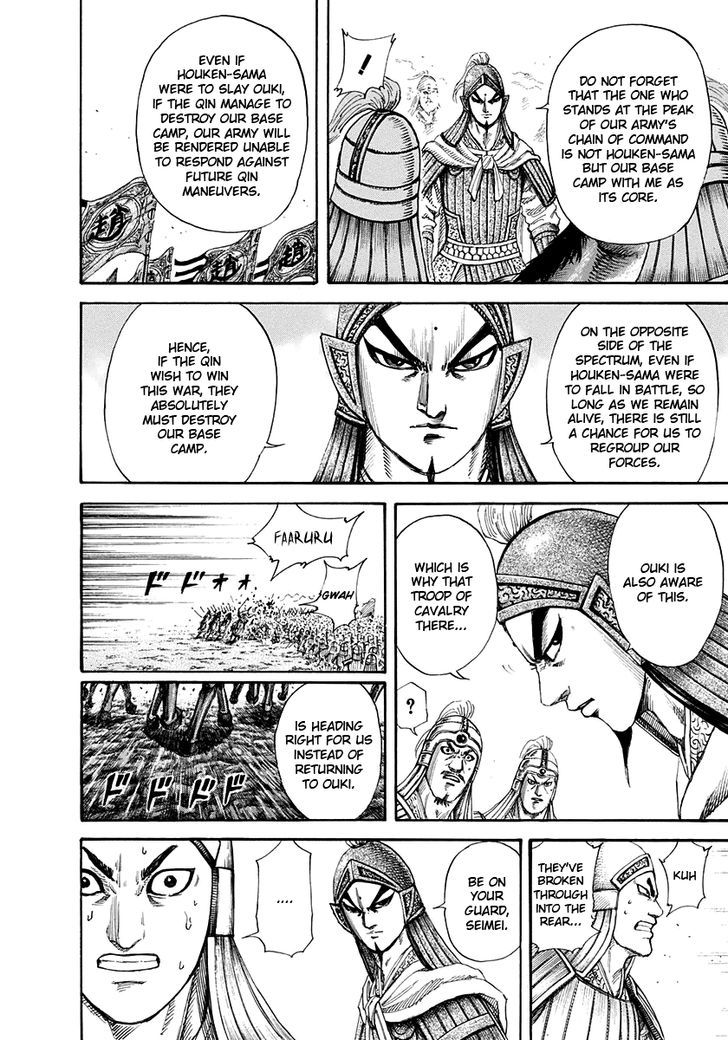 DO NOT FORGET
THAT THE ONE WHO
STANDS AT THE PEAK
OF OUR ARMY'S
CHAIN OF COMMAND
IS NOT HOUKEN-SAMA
BUT OUR BASE
CAMP WITH ME AS
ITS CORE.
!
EVEN IF
HOUKEN-SAMA
WERE TO SLAY OUKI,
IF THE QIN MANAGE TO
DESTROY OUR BASE
CAMP, OUR ARMY WILL
BE RENDERED UNABLE
TO RESPOND AGAINST
FUTURE QIN
MANEUVERS.
趙
趙
趙
ON THE OPPOSITE
SIDE OF THE
SPECTRUM, EVEN IF
HOUKEN-SAMA WERE
TO FALL IN BATTLE, SO
LONG AS WE REMAIN
ALIVE, THERE IS STILL
A CHANCE FOR US TO
REGROUP OUR
FORCES.
HENCE,
IF THE QIN
WISH TO WIN
THIS WAR, THEY
ABSOLUTELY
MUST DESTROY
OUR BASE
CAMP.
OUKI IS
ALSO AWARE
OF THIS.
WHICH IS
WHY THAT
TROOP OF
CAVALRY
THERE...
?
FAARURU
GWAH
ドドォォ
IS HEADING
RIGHT FOR US
INSTEAD OF
RETURNING
TO OUKI.
ドドドド
KUH
THEY'VE
BROKEN
THROUGH
INTO THE
REAR...
BE ON
YOUR
GUARD,
SEIMEI.
....